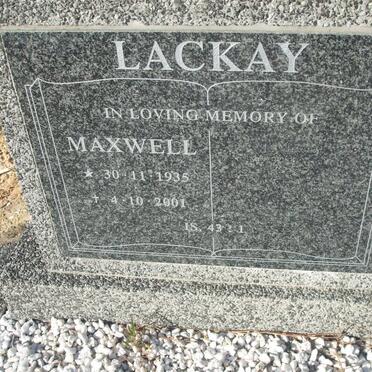 LACKAY
IN LOVING MEMORY OF
MAXWELL
★ 30·11·1935
† 4·10·2001
IS. 43 : 1